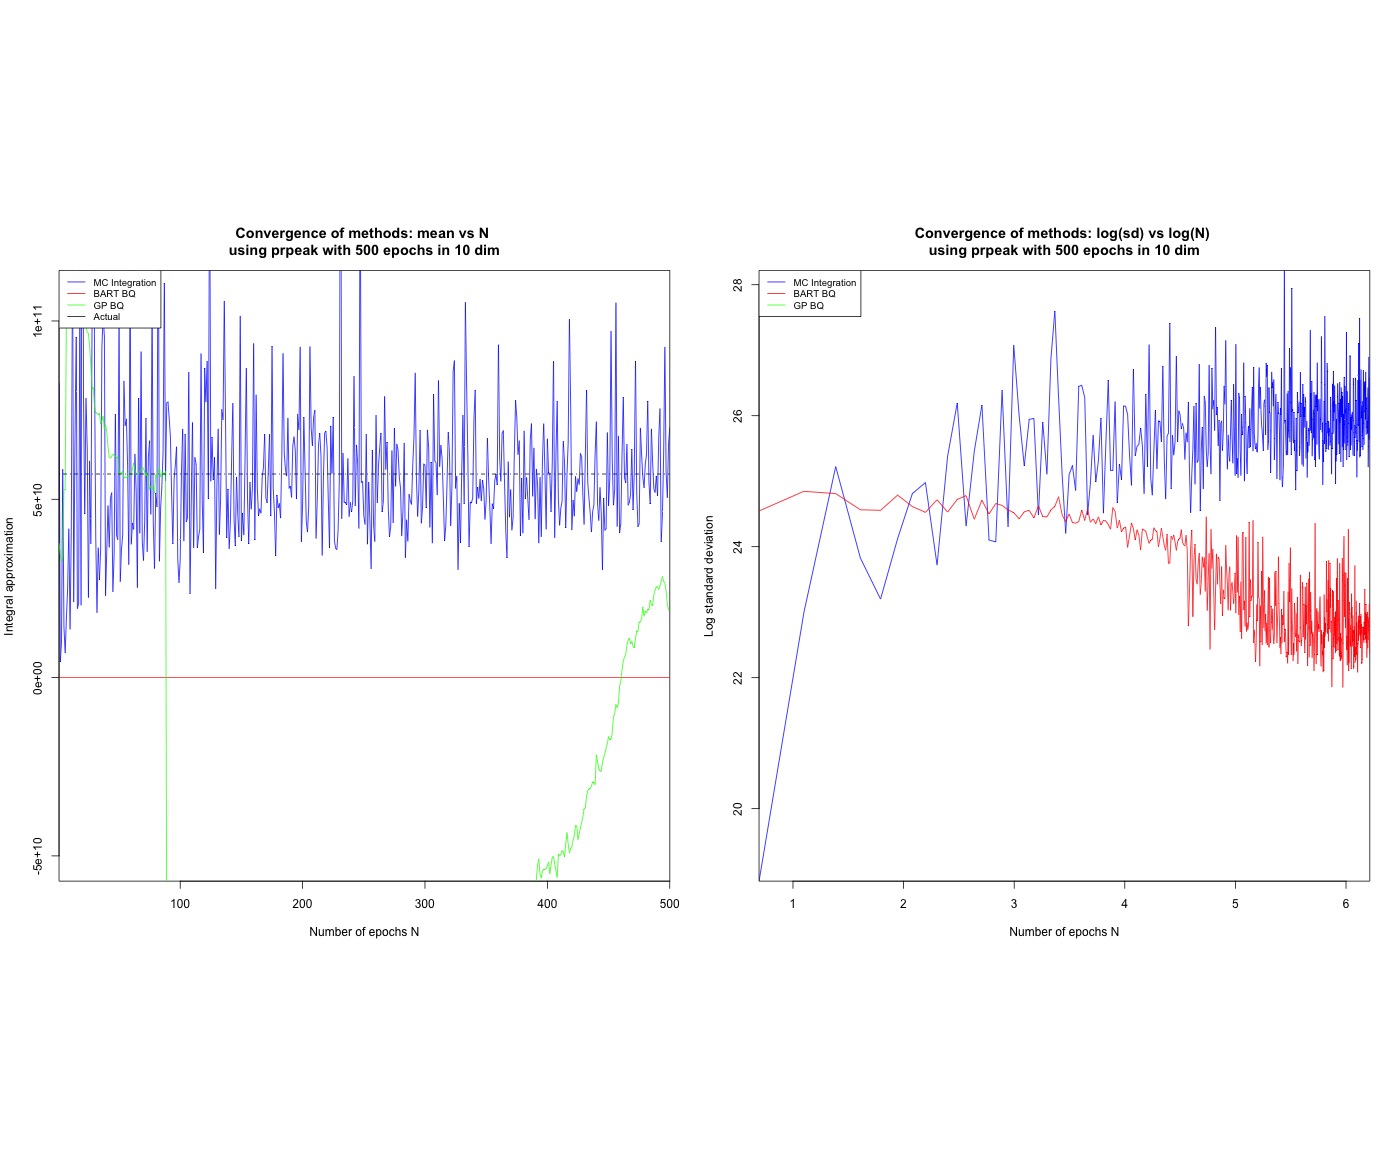 Convergence of methods: mean vs N
using prpeak with 500 epochs in 10 dim
MC Integration
BART BQ
GP BQ
Actual
Integral approximation
1e+11
5e+10
0e+00
-5e+10
100 200 300 400 500
Number of epochs N
Convergence of methods: log(sd) vs log(N)
using prpeak with 500 epochs in 10 dim
MC Integration
BART BQ
GP BQ
Log standard deviation
28
26
24
22
20
1 2 3 4 5 6
Number of epochs N